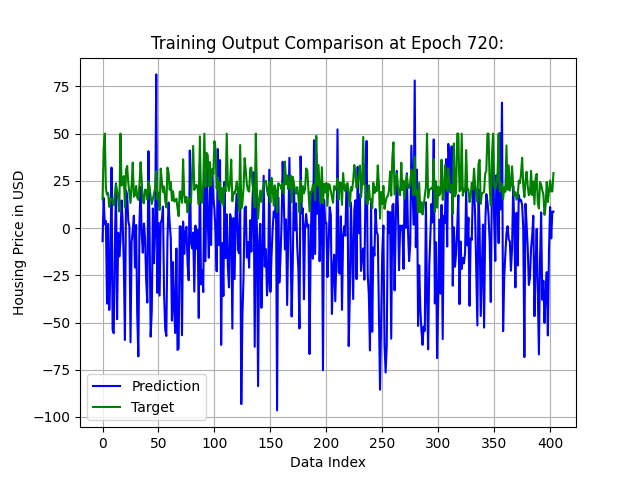 Training Output Comparison at Epoch 720:
Housing Price in USD
75
50
25
0
−25
−50
−75
−100
Prediction
Target
0 50 100 150 200 250 300 350 400
Data Index